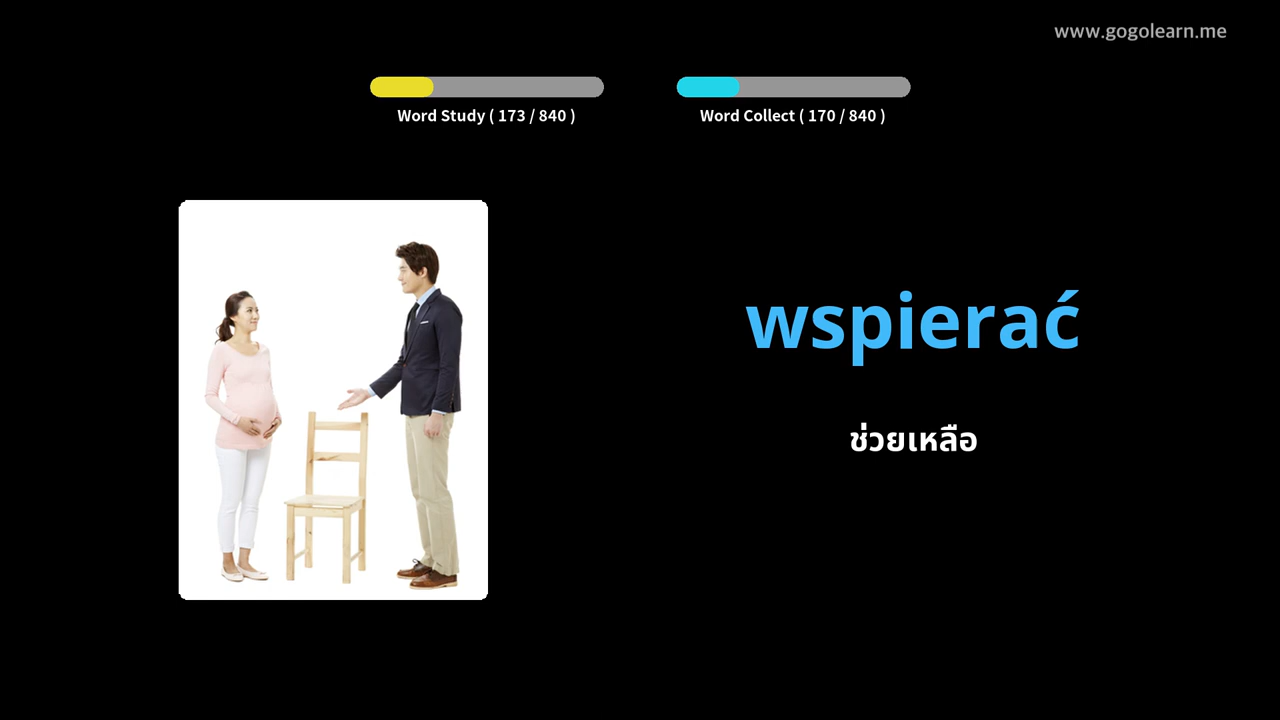 www.gogolearn.me
Word Study ( 173 / 840 )
Word Collect ( 170 / 840 )
wspierać
ช่วยเหลือ